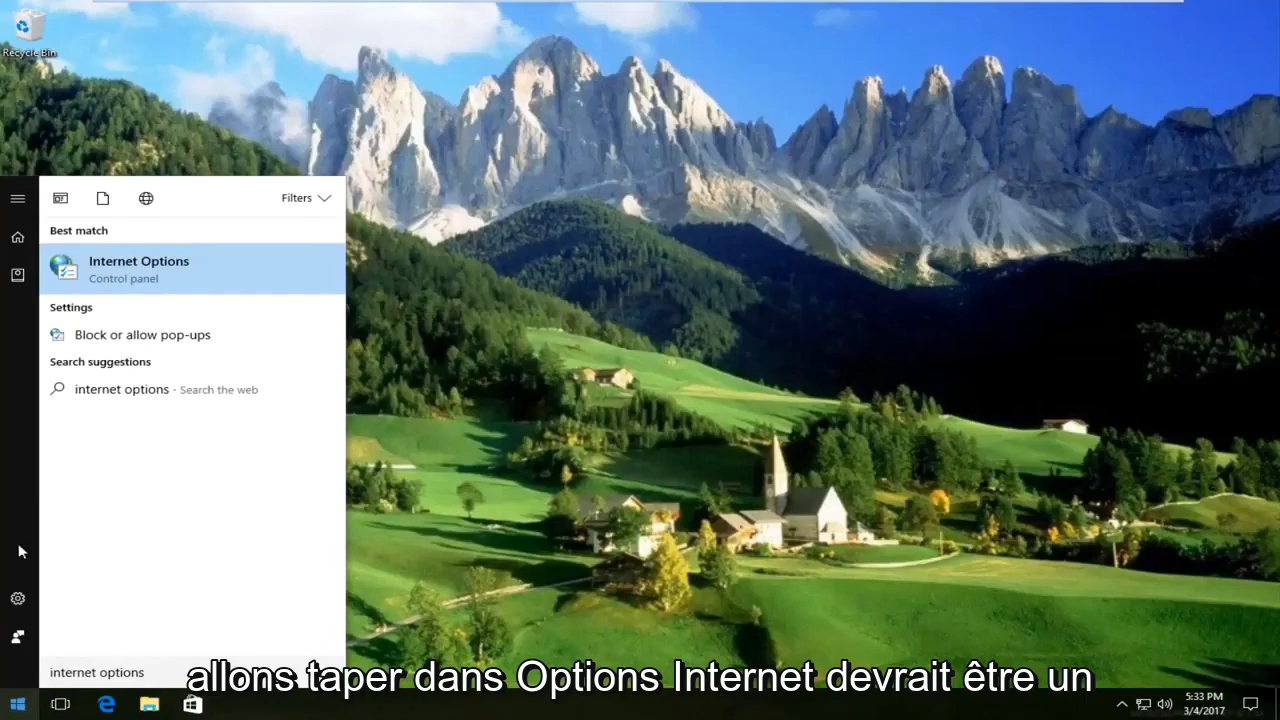 Recycle Bin
Filters
Best match
Internet Options
Control panel
Settings
Block or allow pop-ups
Search suggestions
internet options - Search the web
internet options
allons taper dans Options Internet devrait être un
5:33 PM
3/4/2017